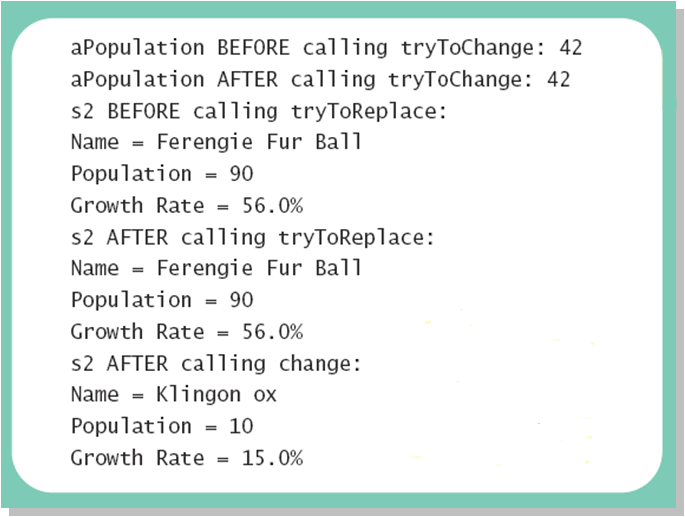 aPopulation BEFORE calling tryToChange: 42
aPopulation AFTER calling tryToChange: 42
s2 BEFORE calling tryToReplace:
Name = Ferengie Fur Ball
Population = 90
Growth Rate = 56.0%
s2 AFTER calling tryToReplace:
Name = Ferengie Fur Ball
Population = 90
Growth Rate = 56.0%
s2 AFTER calling change:
Name = Klingon ox
Population = 10
Growth Rate = 15.0%